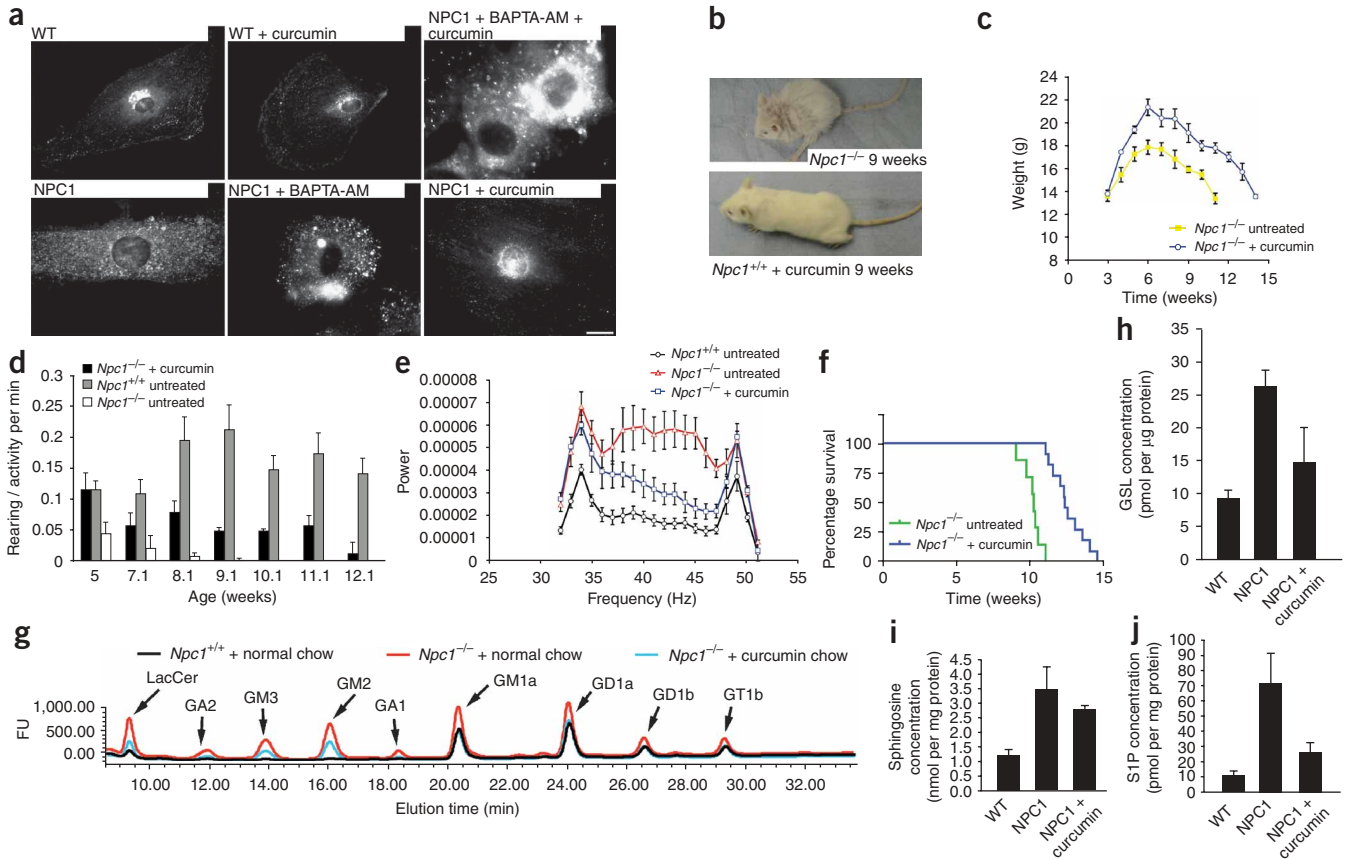 a
WT
WT + curcumin
NPC1 + BAPTA-AM +
curcumin
NPC1
NPC1 + BAPTA-AM
NPC1 + curcumin
b
Npc1–/– 9 weeks
Npc1+/+ + curcumin 9 weeks
c
Weight (g)
24
22
20
18
16
14
12
10
8
0 3 6 9 12 15
Time (weeks)
Npc1–/– untreated
Npc1–/– + curcumin
d
Rearing / activity per min
0.3
0.25
0.2
0.15
0.1
0.05
0
Npc1–/– + curcumin
Npc1+/+ untreated
Npc1–/– untreated
5 7.1 8.1 9.1 10.1 11.1 12.1
Age (weeks)
e
Npc1+/+ untreated
Npc1–/– untreated
Npc1–/– + curcumin
Power
0.00008
0.00007
0.00006
0.00005
0.00004
0.00003
0.00002
0.00001
0
25 35 45 55
Frequency (Hz)
f
Percentage survival
100
75
50
25
0
Npc1–/– untreated
Npc1–/– + curcumin
0 5 10 15
Time (weeks)
g
Npc1+/+ + normal chow
Npc1–/– + normal chow
Npc1–/– + curcumin chow
FU
1,000.00
500.00
0.00
LacCer
GA2
GM3
GM2
GA1
GM1a
GD1a
GD1b
GT1b
10.00 12.00 14.00 16.00 18.00 20.00 22.00 24.00 26.00 28.00 30.00 32.00
Elution time (min)
h
GSL concentration
(pmol per µg protein)
35
30
25
20
15
10
5
0
WT
NPC1
NPC1 +
curcumin
i
Sphingosine
concentration
(nmol per mg protein)
4.5
4.0
3.5
3.0
2.5
2.0
1.5
1.0
0.5
0.0
WT
NPC1
NPC1 +
curcumin
j
S1P concentration
(pmol per mg protein)
100
90
80
70
60
50
40
30
20
10
0
WT
NPC1
NPC1 +
curcumin